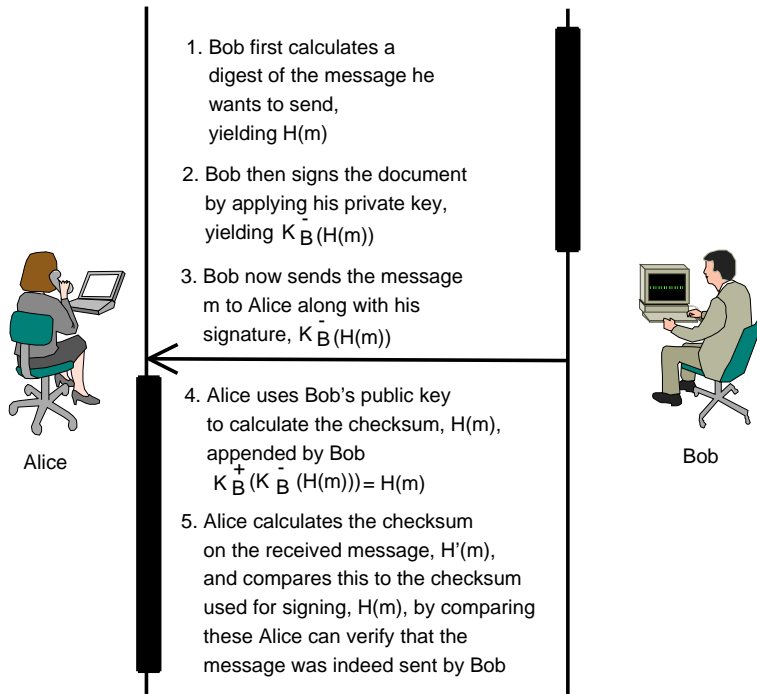 1. Bob first calculates a
digest of the message he
wants to send,
yielding H(m)
2. Bob then signs the document
by applying his private key,
yielding K⁻B(H(m))
3. Bob now sends the message
m to Alice along with his
signature, K⁻B(H(m))
4. Alice uses Bob's public key
to calculate the checksum, H(m),
appended by Bob
K⁺B(K⁻B (H(m)))= H(m)
5. Alice calculates the checksum
on the received message, H'(m),
and compares this to the checksum
used for signing, H(m), by comparing
these Alice can verify that the
message was indeed sent by Bob
Alice
Bob